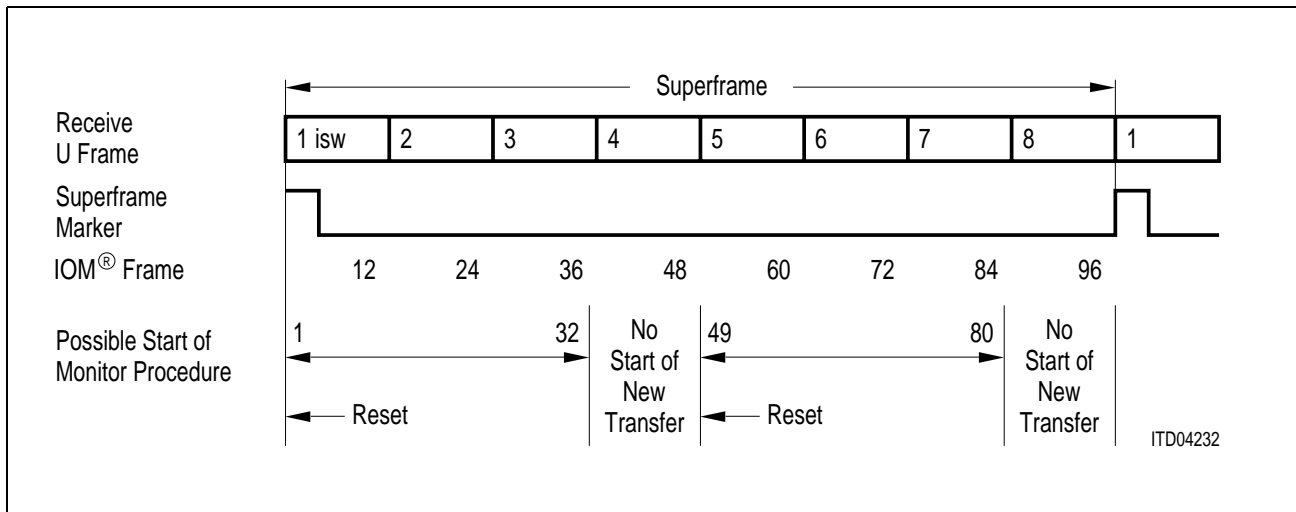 Superframe
Receive
U Frame
1 isw 2 3 4 5 6 7 8 1
Superframe
Marker
IOM® Frame 12 24 36 48 60 72 84 96
Possible Start of
Monitor Procedure
1 32
No
Start of
New
Transfer
49 80
No
Start of
New
Transfer
Reset
Reset
ITD04232